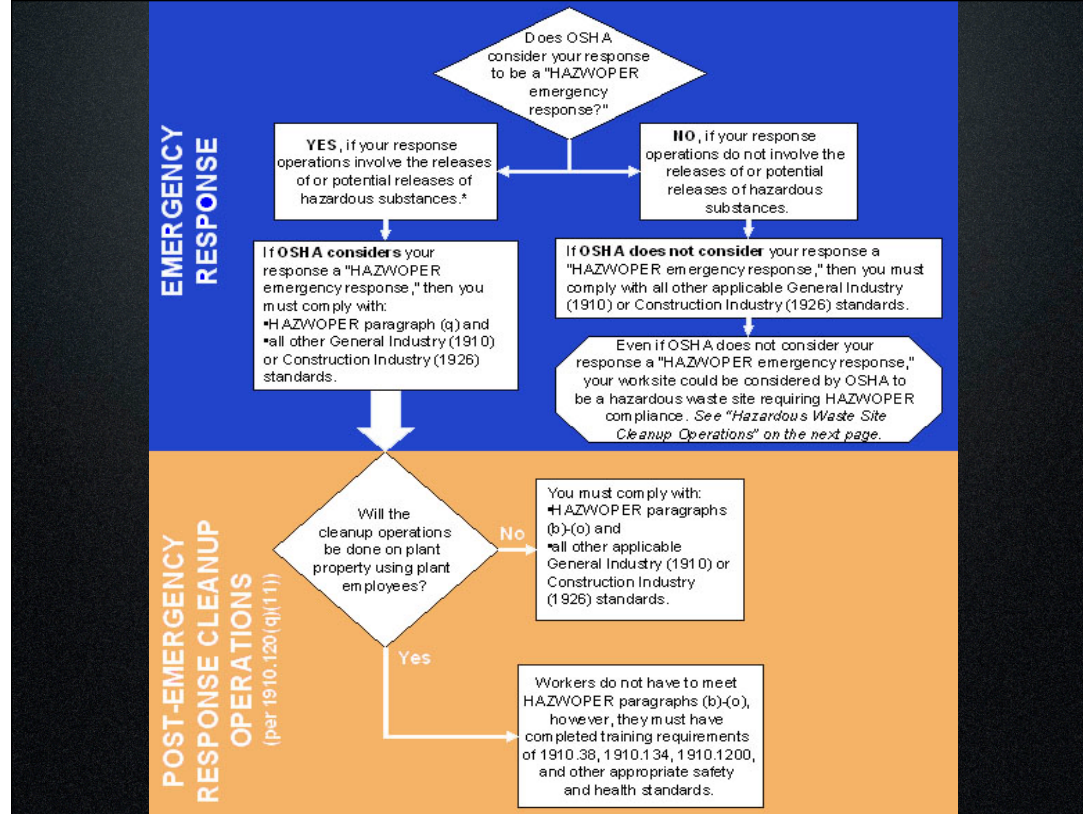 Does OSHA
consider your response
to be a "HAZWOPER
emergency
response?"
EMERGENCY
RESPONSE
YES, if your response
operations involve the releases
of or potential releases of
hazardous substances.*
NO, if your response
operations do not involve the
releases of or potential
releases of hazardous
substances.
If OSHA considers your
response a "HAZWOPER
emergency response," then you
must comply with:
•HAZWOPER paragraph (q) and
•all other General Industry (1910)
or Construction Industry (1926)
standards.
If OSHA does not consider your response a
"HAZWOPER emergency response," then you must
comply with all other applicable General Industry
(1910) or Construction Industry (1926) standards.
Even if OSHA does not consider your
response a "HAZWOPER emergency response,"
your worksite could be considered by OSHA to
be a hazardous waste site requiring HAZWOPER
compliance. See "Hazardous Waste Site
Cleanup Operations" on the next page.
POST-EMERGENCY
RESPONSE CLEANUP
OPERATIONS
(per 1910.120(q)(11))
Will the
cleanup operations
be done on plant
property using plant
employees?
No
You must comply with:
•HAZWOPER paragraphs
(b)-(o) and
•all other applicable
General Industry (1910) or
Construction Industry
(1926) standards.
Yes
Workers do not have to meet
HAZWOPER paragraphs (b)-(o),
however, they must have
completed training requirements
of 1910.38, 1910.134, 1910.1200,
and other appropriate safety
and health standards.